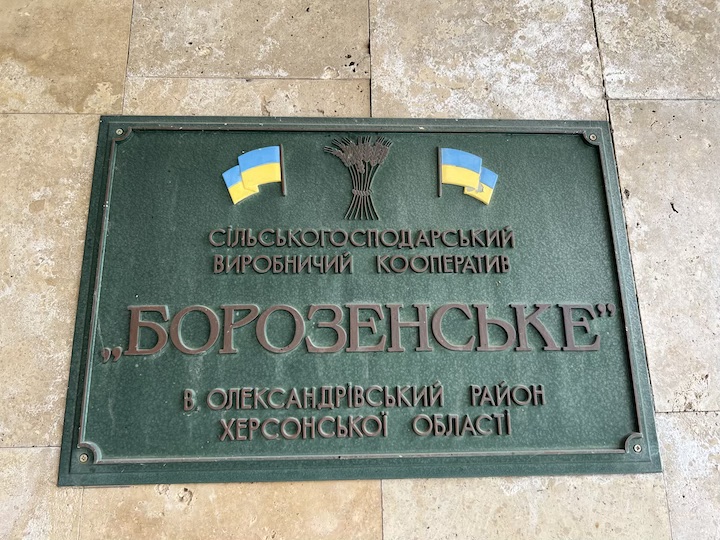 СІЛЬСЬКОГОСПОДАРСЬКИЙ
ВИРОБНИЧИЙ КООПЕРАТИВ
„БОРОЗЕНСЬКЕ“
В. ОЛЕКСАНДРІВСЬКИЙ РАЙОН
ХЕРСОНСЬКОЇ ОБЛАСТІ